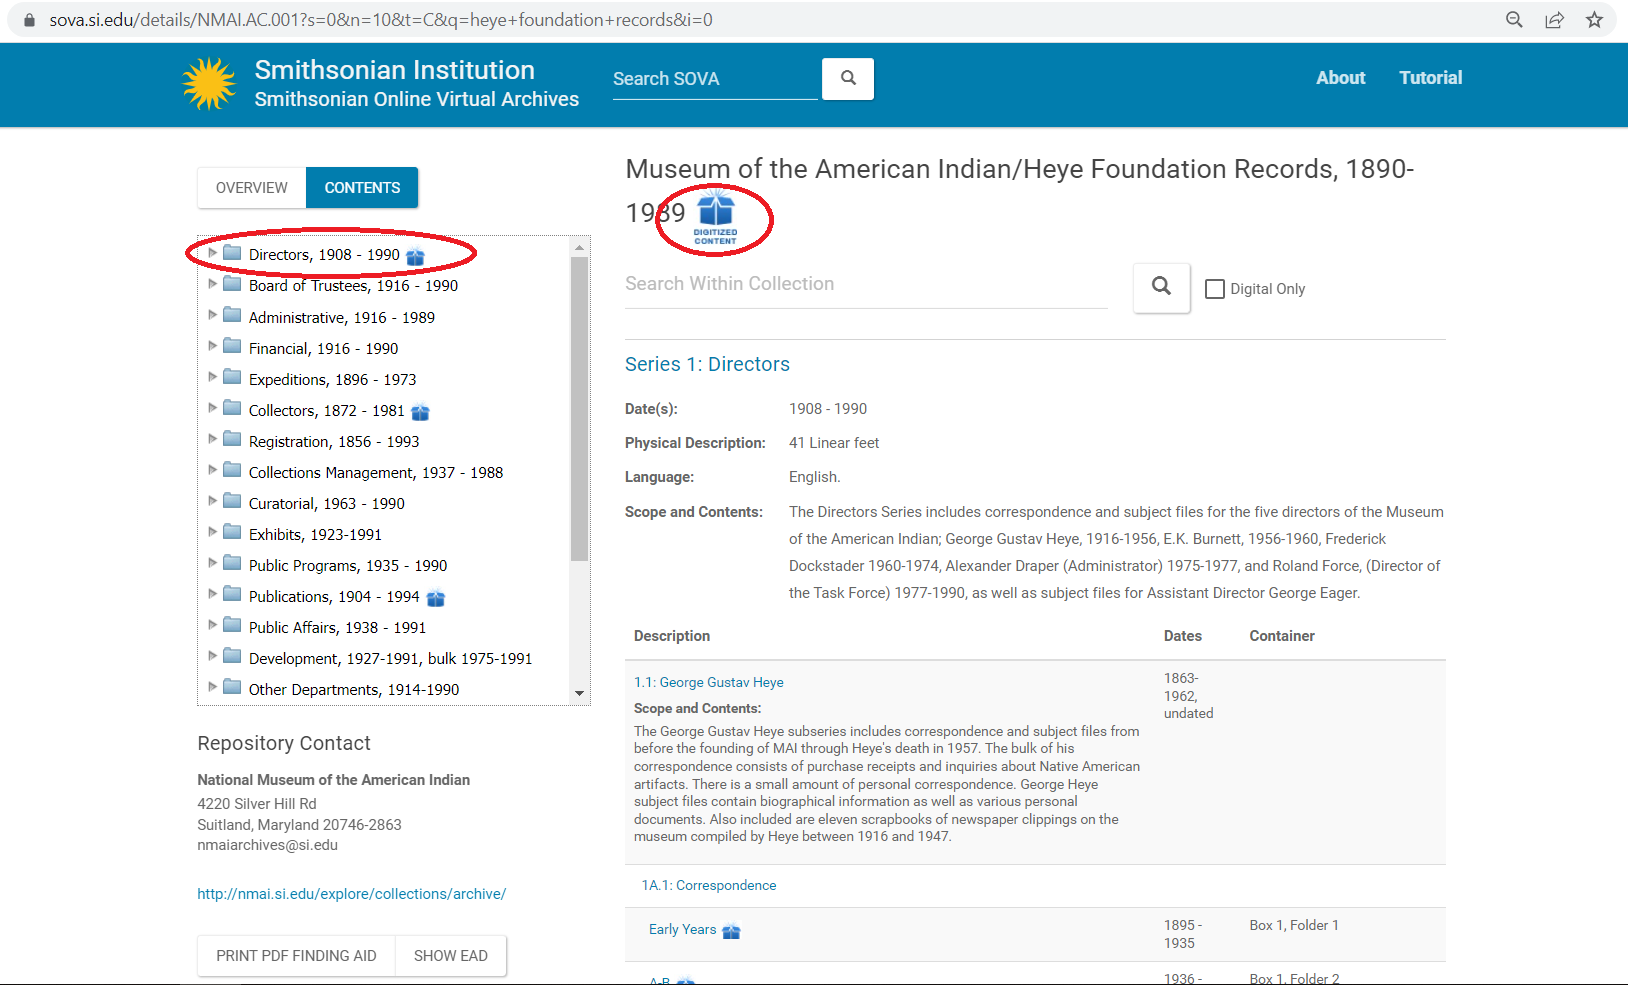 sova.si.edu/details/NMAI.AC.001?s=0&n=10&t=C&q=heye+foundation+records&i=0
Smithsonian Institution
Smithsonian Online Virtual Archives
Search SOVA
About
Tutorial
OVERVIEW
CONTENTS
Directors, 1908 - 1990
Board of Trustees, 1916 - 1990
Administrative, 1916 - 1989
Financial, 1916 - 1990
Expeditions, 1896 - 1973
Collectors, 1872 - 1981
Registration, 1856 - 1993
Collections Management, 1937 - 1988
Curatorial, 1963 - 1990
Exhibits, 1923-1991
Public Programs, 1935 - 1990
Publications, 1904 - 1994
Public Affairs, 1938 - 1991
Development, 1927-1991, bulk 1975-1991
Other Departments, 1914-1990
Repository Contact
National Museum of the American Indian
4220 Silver Hill Rd
Suitland, Maryland 20746-2863
nmaiarchives@si.edu
http://nmai.si.edu/explore/collections/archive/
PRINT PDF FINDING AID
SHOW EAD
Museum of the American Indian/Heye Foundation Records, 1890-
1989
DIGITIZED
CONTENT
Search Within Collection
Digital Only
Series 1: Directors
Date(s): 1908 - 1990
Physical Description: 41 Linear feet
Language: English.
Scope and Contents: The Directors Series includes correspondence and subject files for the five directors of the Museum
of the American Indian; George Gustav Heye, 1916-1956, E.K. Burnett, 1956-1960, Frederick
Dockstader 1960-1974, Alexander Draper (Administrator) 1975-1977, and Roland Force, (Director of
the Task Force) 1977-1990, as well as subject files for Assistant Director George Eager.
Description Dates Container
1.1: George Gustav Heye
1863-
1962,
undated
Scope and Contents:
The George Gustav Heye subseries includes correspondence and subject files from
before the founding of MAI through Heye's death in 1957. The bulk of his
correspondence consists of purchase receipts and inquiries about Native American
artifacts. There is a small amount of personal correspondence. George Heye
subject files contain biographical information as well as various personal
documents. Also included are eleven scrapbooks of newspaper clippings on the
museum compiled by Heye between 1916 and 1947.
1A.1: Correspondence
Early Years
1895 -
1935
Box 1, Folder 1
A-B
1936 -
Box 1, Folder 2